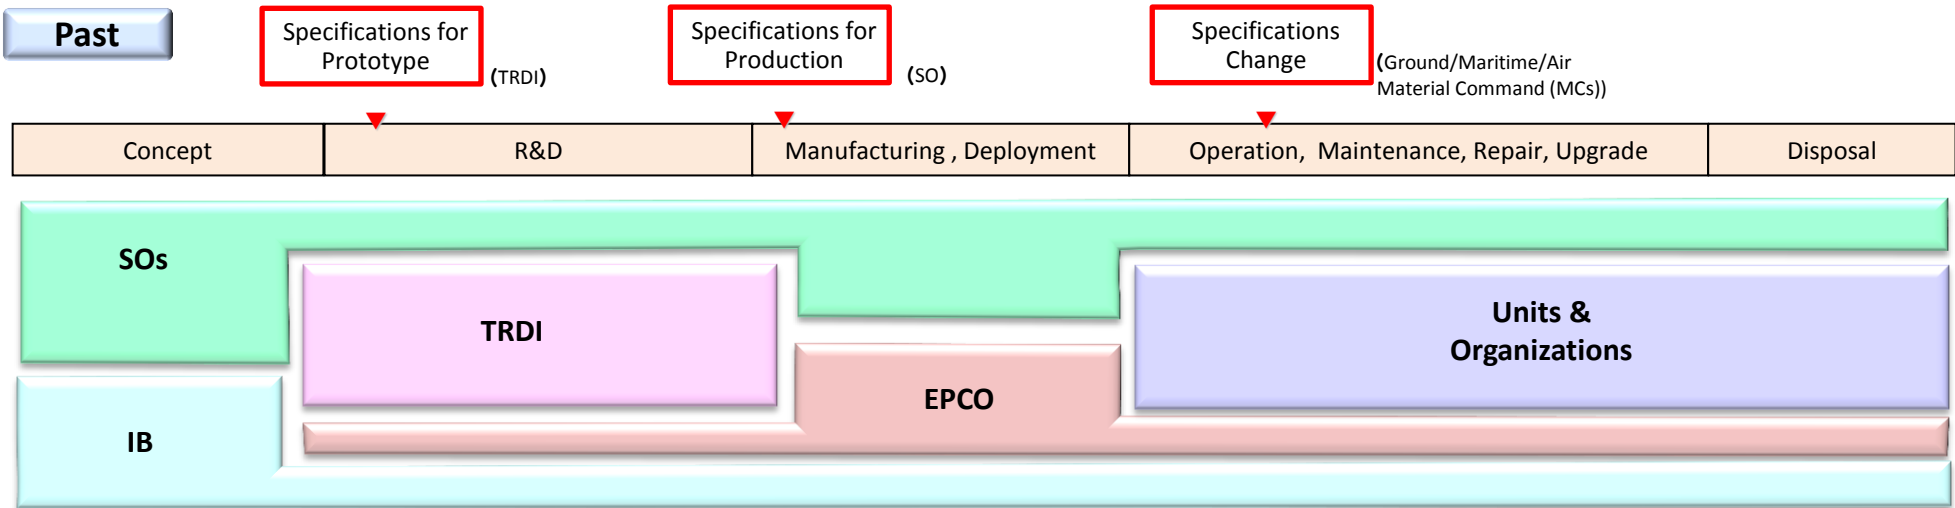 Past
Specifications for
Prototype
(TRDI)
Specifications for
Production
(SO)
Specifications
Change
(Ground/Maritime/Air
Material Command (MCs))
Concept
R&D
Manufacturing , Deployment
Operation, Maintenance, Repair, Upgrade
Disposal
SOs
TRDI
Units &
Organizations
EPCO
IB